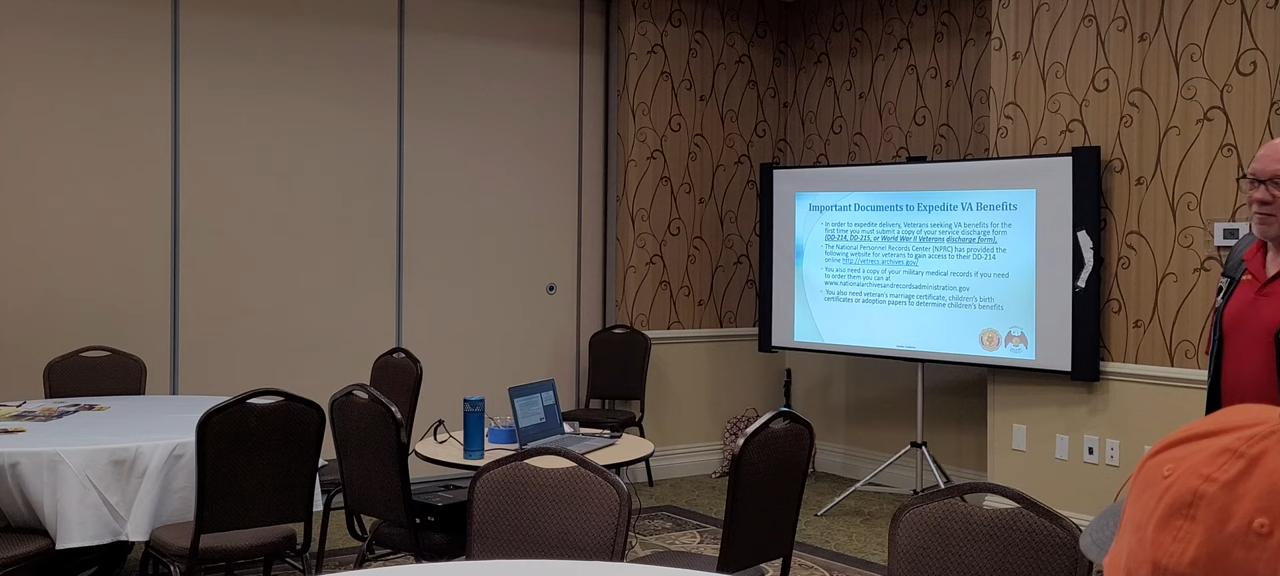 Important Documents to Expedite VA Benefits
• In order to expedite delivery, Veterans seeking VA benefits for the
first time you must submit a copy of your service discharge form
(DD-214, DD-215, or World War II Veterans discharge form).
• The National Personnel Records Center (NPRC) has provided the
following website for veterans to gain access to their DD-214
online http://vetrecs.archives.gov/
• You also need a copy of your military medical records if you need
to order them you can at
www.nationalarchivesandrecordsadministration.gov
• You also need veteran's marriage certificate, children's birth
certificates or adoption papers to determine children's benefits